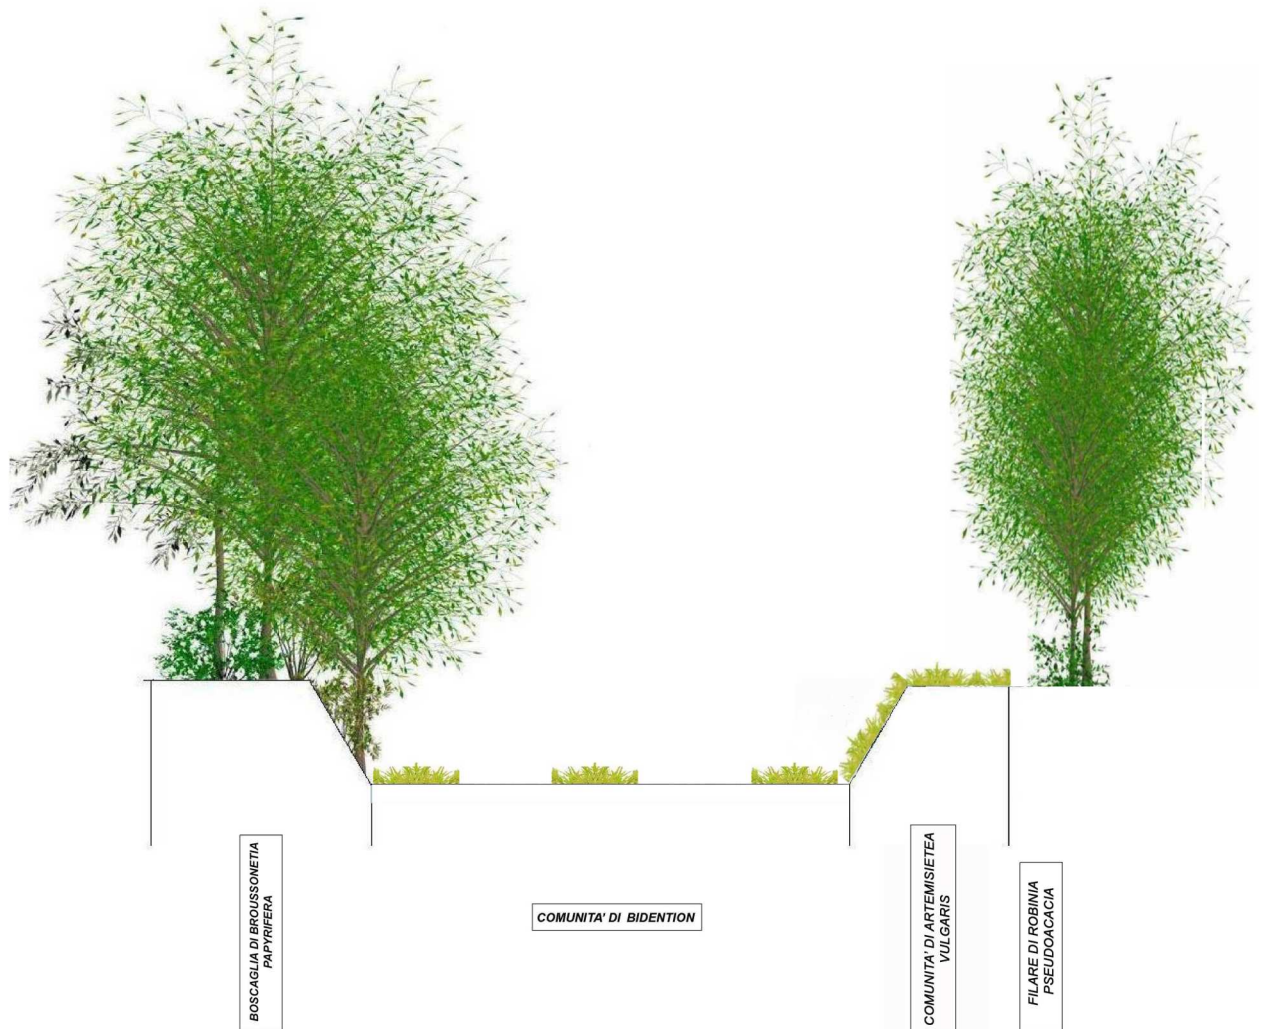 BOSCAGLIA DI BROUSSONETIA
PAPYRIFERA
COMUNITA' DI BIDENTION
COMUNITA' DI ARTEMISIETEA
VULGARIS
FILARE DI ROBINIA
PSEUDOACACIA